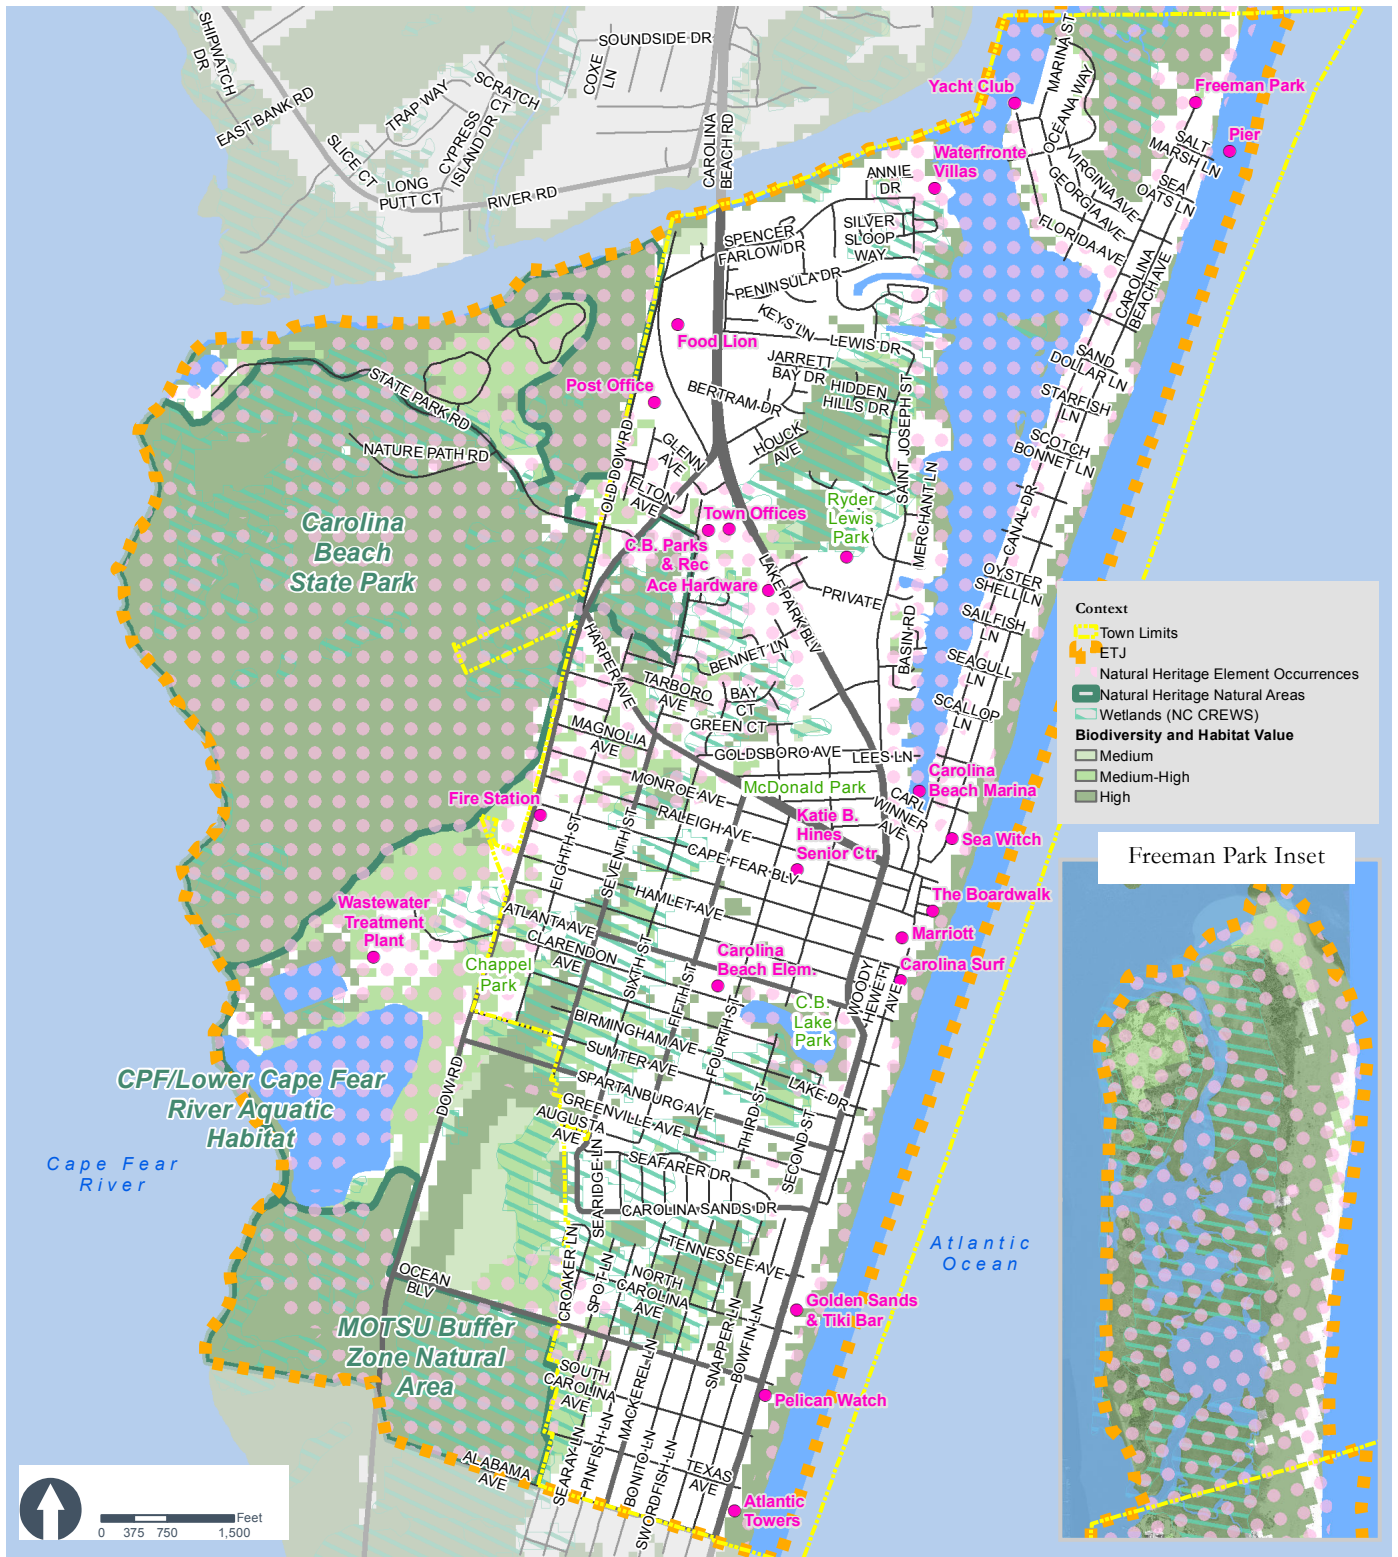 SHIPWATCH
DR
EAST BANK RD
SLICE CT
TRAP WAY
SCRATCH
CT
CYPRESS
ISLAND DR
LONG
PUTT CT
RIVER RD
COXE
LN
SOUNDSIDE DR
CAROLINA
BEACH RD
Yacht Club
MARINA ST
OCEANA WAY
Freeman Park
Pier
SALT
MARSH LN
SEA
OATS LN
VIRGINIA AVE
GEORGIA AVE
FLORIDA AVE
CAROLINA
BEACH AVE
Waterfronte
Villas
ANNIE
DR
SILVER
SLOOP
WAY
SPENCER
FARLOW DR
PENINSULA DR
KEYS LN
LEWIS DR
Food Lion
JARRETT
BAY DR
HIDDEN
HILLS DR
Post Office
BERTRAM DR
HOUCK
AVE
GLENN
AVE
ELTON
AVE
OLD DOW RD
STATE PARK RD
NATURE PATH RD
SAINT JOSEPH ST
MERCHANT LN
SAND
DOLLAR LN
STARFISH
LN
SCOTCH
BONNET LN
CANAL DR
OYSTER
SHELL LN
SAILFISH
LN
SEAGULL
LN
SCALLOP
LN
Carolina
Beach
State Park
Ryder
Lewis
Park
Town Offices
C.B. Parks
& Rec
Ace Hardware
LAKE PARK BLV
PRIVATE
BASIN RD
HARPER AVE
BENNET LN
TARBORO
AVE
BAY
CT
GREEN CT
MAGNOLIA
AVE
GOLDSBORO AVE
LEES LN
MONROE AVE
McDonald Park
Carolina
Beach Marina
CARL
WINNER
AVE
Fire Station
RALEIGH AVE
Katie B.
Hines
Senior Ctr
Sea Witch
CAPE FEAR BLV
EIGHTH ST
SEVENTH ST
HAMLET AVE
The Boardwalk
Marriott
Wastewater
Treatment
Plant
ATLANTA AVE
CLARENDON
AVE
Chappel
Park
SIXTH ST
FIFTH ST
FOURTH ST
Carolina
Beach Elem.
Carolina Surf
WOODY
HEWETT
AVE
C.B.
Lake
Park
BIRMINGHAM AVE
SUMTER AVE
SPARTANBURG AVE
GREENVILLE AVE
AUGUSTA
AVE
LAKE DR
THIRD ST
SECOND ST
DOW RD
CPF/Lower Cape Fear
River Aquatic
Habitat
Cape Fear
River
SEARIDGE LN
SEAFARER DR
CAROLINA SANDS DR
TENNESSEE AVE
CROAKER LN
SPOT LN
NORTH
CAROLINA
AVE
OCEAN
BLV
MOTSU Buffer
Zone Natural
Area
SNAPPER LN
BOWFIN LN
Golden Sands
& Tiki Bar
Atlantic
Ocean
SOUTH
CAROLINA
AVE
MACKEREL LN
Pelican Watch
ALABAMA
AVE
SEARAY LN
PINFISH LN
BONITO LN
SWORDFISH LN
TEXAS
AVE
Atlantic
Towers
Context
Town Limits
ETJ
Natural Heritage Element Occurrences
Natural Heritage Natural Areas
Wetlands (NC CREWS)
Biodiversity and Habitat Value
Medium
Medium-High
High
Freeman Park Inset
Feet
0 375 750 1,500